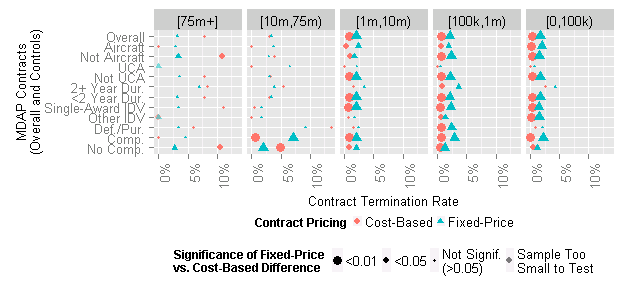 [75m+] [10m,75m) [1m,10m) [100k,1m) [0,100k)
MDAP Contracts
(Overall and Controls)
Overall
Aircraft
Not Aircraft
UCA
Not UCA
2+ Year Dur.
<2 Year Dur.
Single-Award IDV
Other IDV
Def./Pur.
Comp.
No Comp.
0% 5% 10% 0% 5% 10% 0% 5% 10% 0% 5% 10% 0% 5% 10%
Contract Termination Rate
Contract Pricing Cost-Based Fixed-Price
Significance of Fixed-Price
vs. Cost-Based Difference
<0.01 <0.05 Not Signif.
(>0.05)
Sample Too
Small to Test